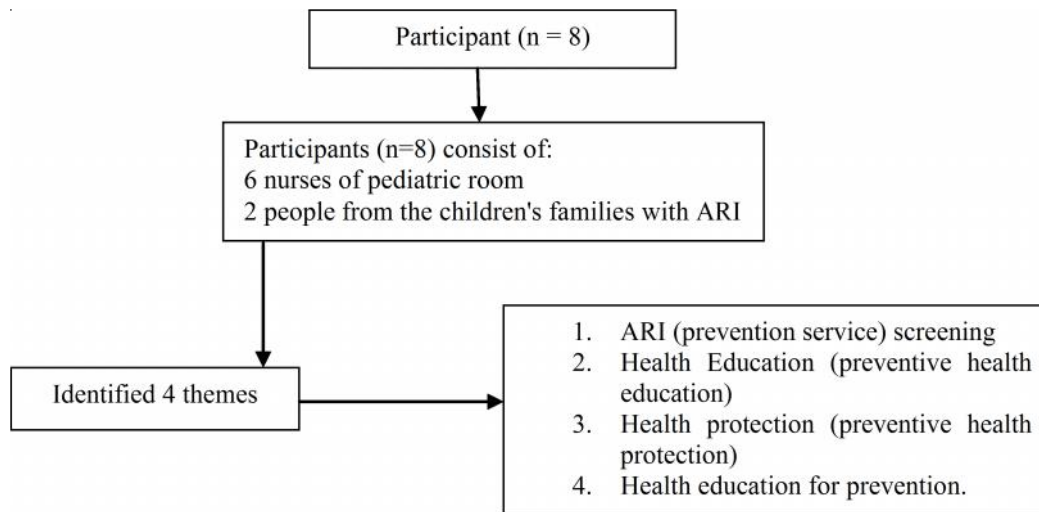 Participant (n = 8)
Participants (n=8) consist of:
6 nurses of pediatric room
2 people from the children's families with ARI
Identified 4 themes
1. ARI (prevention service) screening
2. Health Education (preventive health
education)
3. Health protection (preventive health
protection)
4. Health education for prevention.